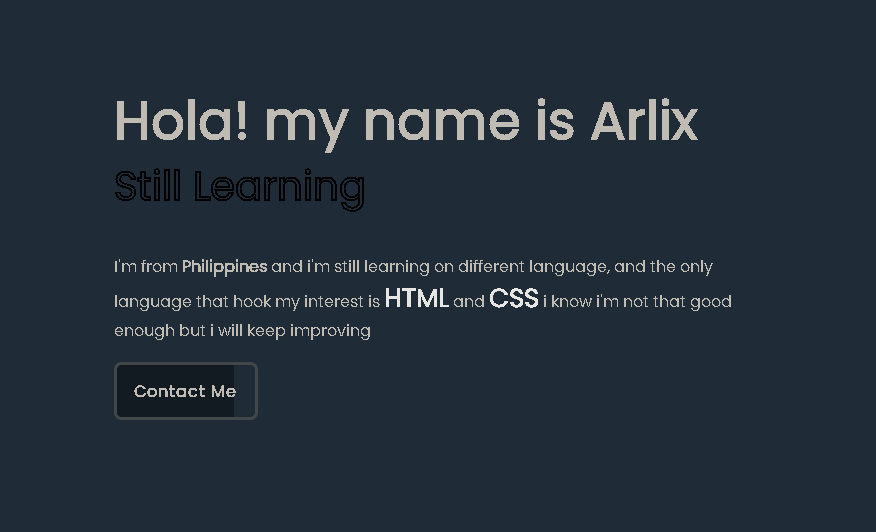 Hola! my name is Arlix
Still Learning
I'm from Philippines and i'm still learning on different language, and the only
language that hook my interest is HTML and CSS i know i'm not that good
enough but i will keep improving
Contact Me